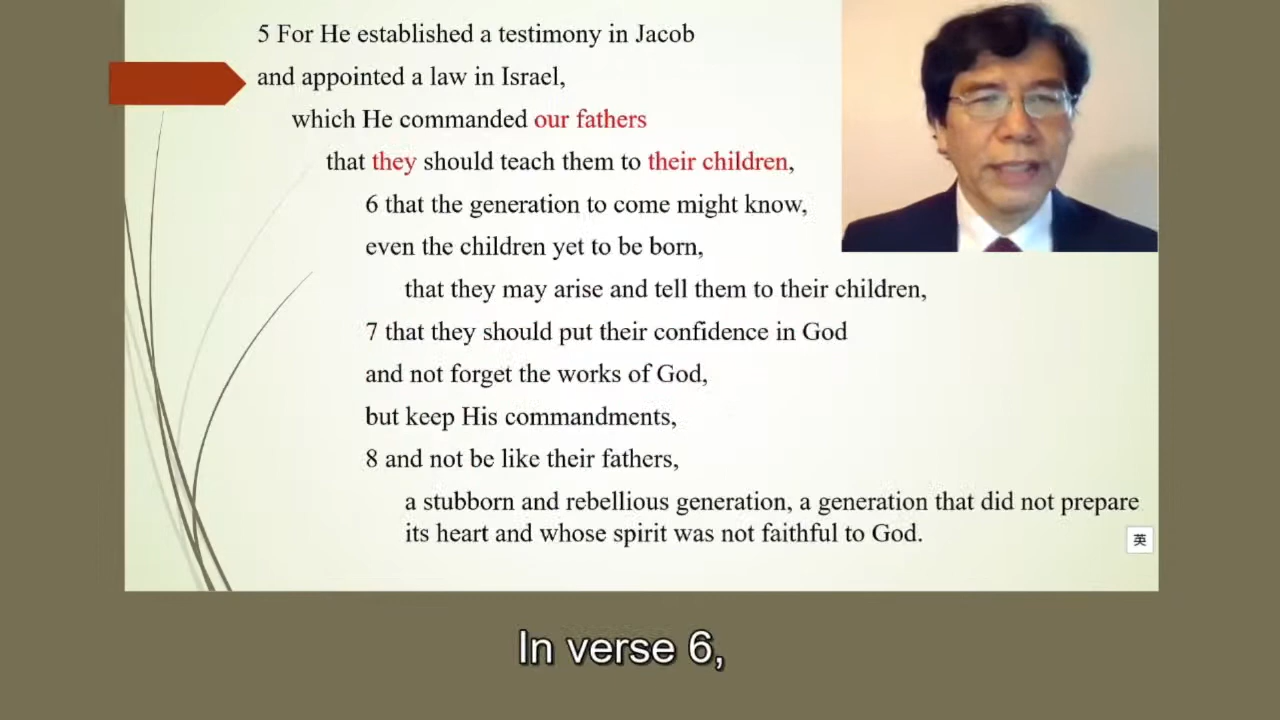 5 For He established a testimony in Jacob
and appointed a law in Israel,
which He commanded our fathers
that they should teach them to their children,
6 that the generation to come might know,
even the children yet to be born,
that they may arise and tell them to their children,
7 that they should put their confidence in God
and not forget the works of God,
but keep His commandments,
8 and not be like their fathers,
a stubborn and rebellious generation, a generation that did not prepare
its heart and whose spirit was not faithful to God.
英
In verse 6,